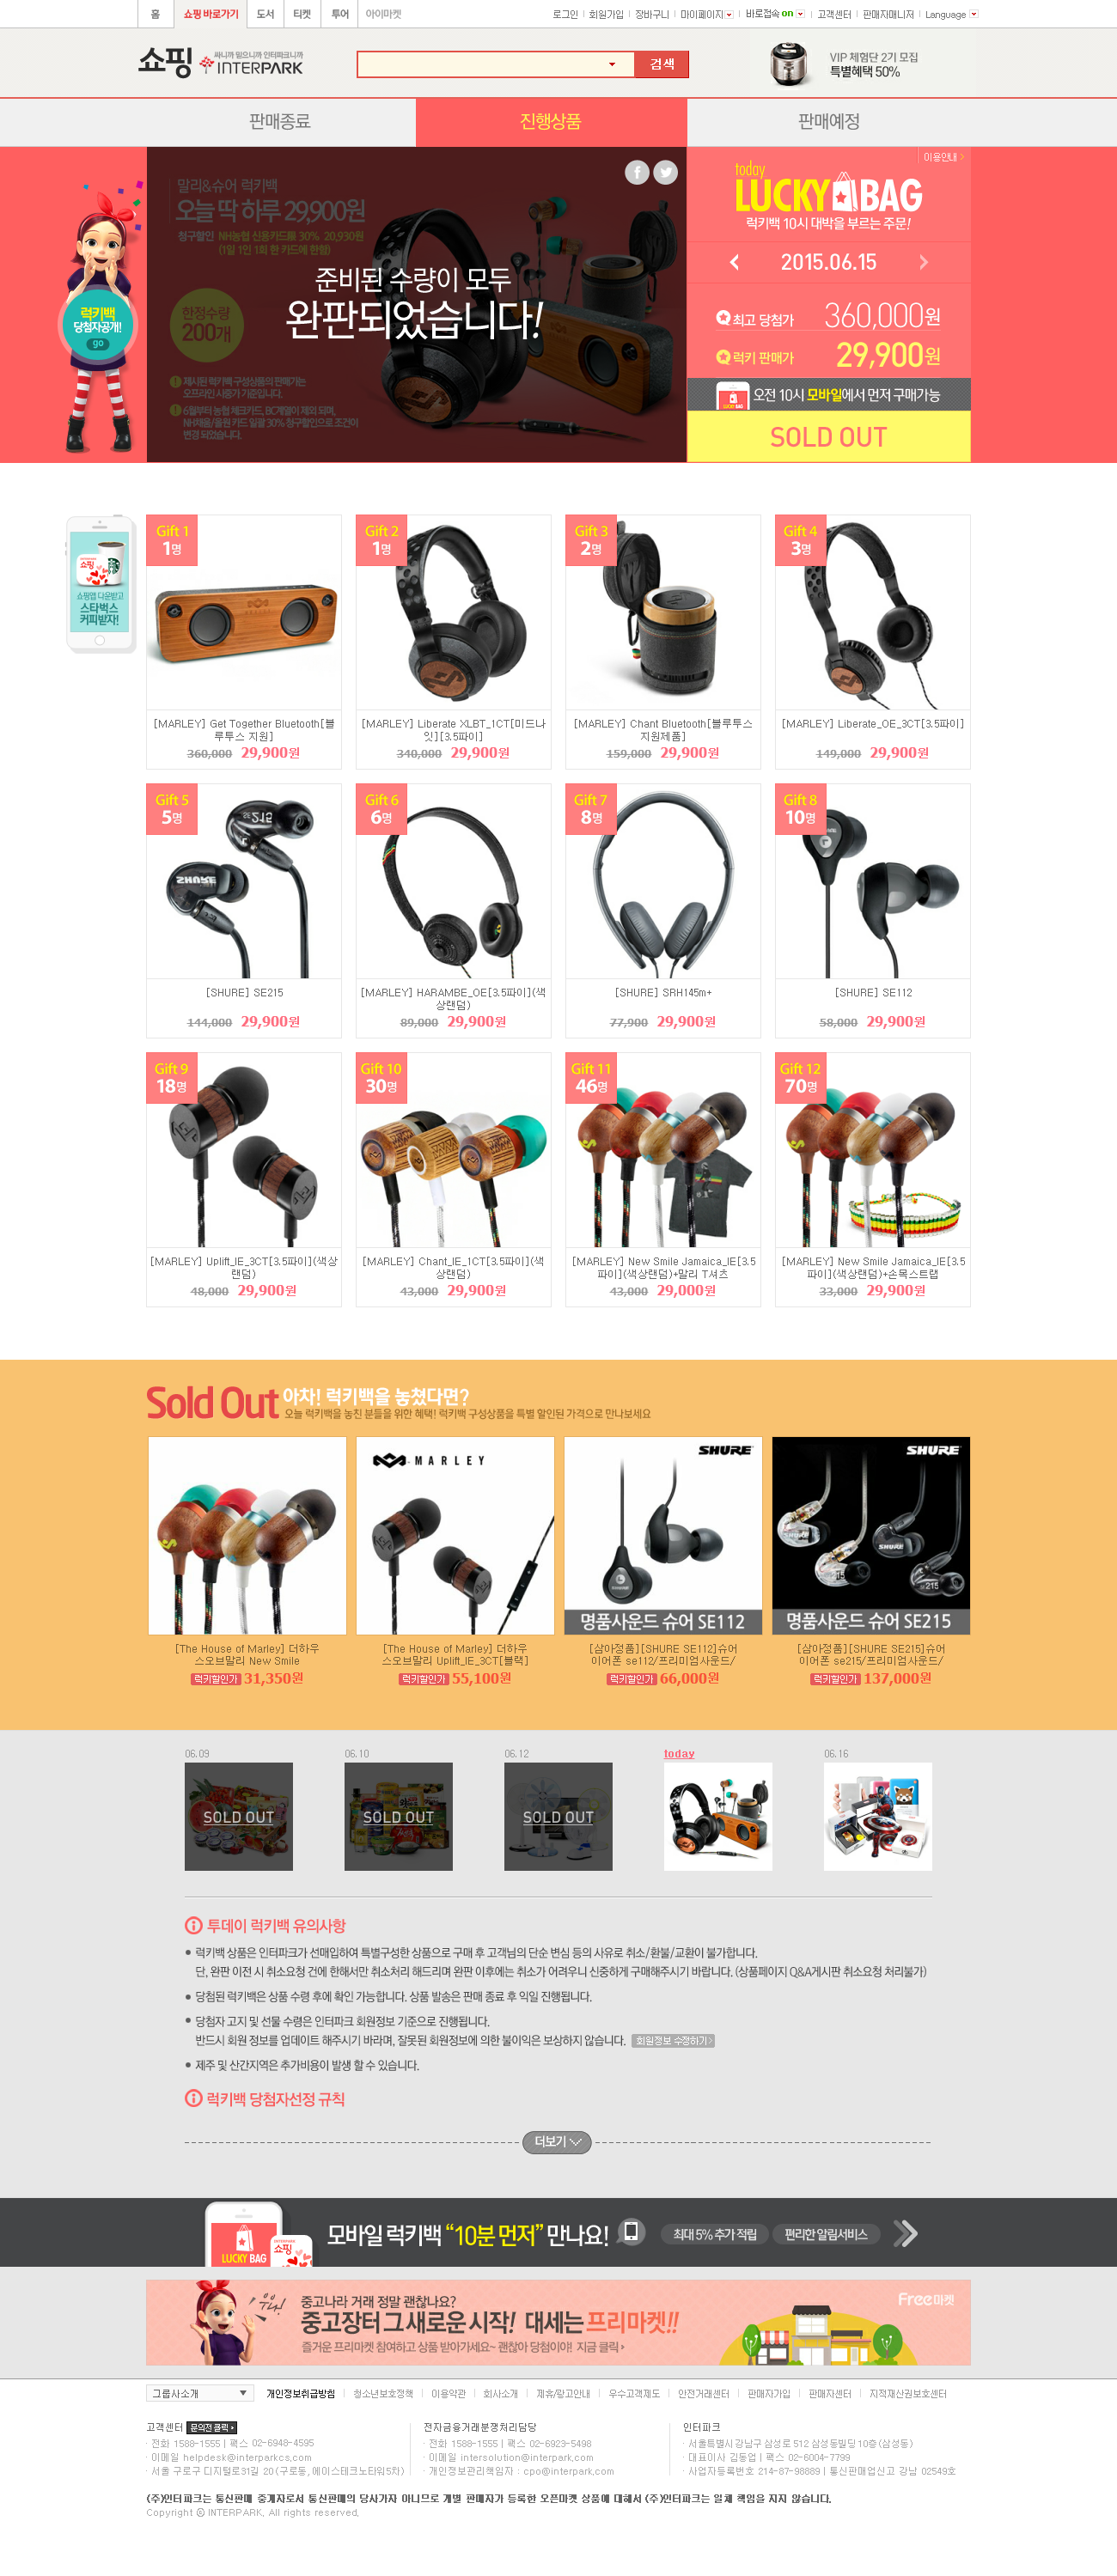 홈 쇼핑 바로가기 도서 티켓 투어 아이마켓
로그인 회원가입 장바구니 마이페이지 바로접속 on 고객센터 판매자매니저 Language
쇼핑 싸니까 믿으니까 인터파크니까 INTERPARK
검색
VIP 체험단 2기 모집
특별혜택 50%
판매종료 진행상품 판매예정
럭키백
당첨자공개!
go
말리&슈어 럭키백
오늘 딱 하루 29,900원
청구할인 NH농협 신용카드 30% 20,930원
(1일 1인 1회 한 카드에 한함)
준비된 수량이 모두
완판되었습니다!
한정수량
200개
제시된 럭키백 구성상품의 판매가는
오프라인 시중가 기준입니다.
6월부터 농협 체크카드, BC계열이 제외 되며,
NH채움/올원 카드 일괄 30% 청구할인으로 조건이
변경 되었습니다.
이용안내
today
LUCKY BAG
럭키백 10시 대박을 부르는 주문!
2015.06.15
최고 당첨가 360,000원
럭키 판매가 29,900원
LUCKY BAG
오전 10시 모바일에서 먼저 구매가능
SOLD OUT
쇼핑
쇼핑앱 다운받고
스타벅스
커피받자!
Gift 1
1명
Gift 2
1명
Gift 3
2명
Gift 4
3명
[MARLEY] Get Together Bluetooth[블
루투스 지원]
360,000 29,900원
[MARLEY] Liberate XLBT_1CT[미드나
잇][3.5파이]
340,000 29,900원
[MARLEY] Chant Bluetooth[블루투스
지원제품]
159,000 29,900원
[MARLEY] Liberate_OE_3CT[3.5파이]
149,000 29,900원
Gift 5
5명
Gift 6
6명
Gift 7
8명
Gift 8
10명
SE 215
SHURE
[SHURE] SE215
144,000 29,900원
[MARLEY] HARAMBE_OE[3.5파이](색
상랜덤)
89,000 29,900원
[SHURE] SRH145m+
77,900 29,900원
[SHURE] SE112
58,000 29,900원
Gift 9
18명
Gift 10
30명
Gift 11
46명
Gift 12
70명
[MARLEY] Uplift_IE_3CT[3.5파이](색상
랜덤)
48,000 29,900원
[MARLEY] Chant_IE_1CT[3.5파이](색
상랜덤)
43,000 29,900원
[MARLEY] New Smile Jamaica_IE[3.5
파이](색상랜덤)+말리 T셔츠
43,000 29,000원
[MARLEY] New Smile Jamaica_IE[3.5
파이](색상랜덤)+손목스트랩
33,000 29,900원
Sold Out 아차! 럭키백을 놓쳤다면?
오늘 럭키백을 놓친 분들을 위한 혜택! 럭키백 구성상품을 특별 할인된 가격으로 만나보세요
MARLEY
SHURE
명품사운드 슈어 SE112
SHURE
SHURE
215
명품사운드 슈어 SE215
[The House of Marley] 더하우
스오브말리 New Smile
럭키할인가 31,350원
[The House of Marley] 더하우
스오브말리 Uplift_IE_3CT[블랙]
럭키할인가 55,100원
[삼아정품][SHURE SE112]슈어
이어폰 se112/프리미엄사운드/
럭키할인가 66,000원
[삼아정품][SHURE SE215]슈어
이어폰 se215/프리미엄사운드/
럭키할인가 137,000원
06.09 06.10 06.12 today 06.16
SOLD OUT SOLD OUT SOLD OUT
투데이 럭키백 유의사항
럭키백 상품은 인터파크가 선매입하여 특별구성한 상품으로 구매 후 고객님의 단순 변심 등의 사유로 취소/환불/교환이 불가합니다.
단, 완판 이전 시 취소요청 건에 한해서만 취소처리 해드리며 완판 이후에는 취소가 어려우니 신중하게 구매해주시기 바랍니다. (상품페이지 Q&A게시판 취소요청 처리불가)
당첨된 럭키백은 상품 수령 후에 확인 가능합니다. 상품 발송은 판매 종료 후 익일 진행됩니다.
당첨자 고지 및 선물 수령은 인터파크 회원정보 기준으로 진행됩니다.
반드시 회원 정보를 업데이트 해주시기 바라며, 잘못된 회원정보에 의한 불이익은 보상하지 않습니다. 회원정보 수정하기
제주 및 산간지역은 추가비용이 발생 할 수 있습니다.
럭키백 당첨자선정 규칙
더보기
LUCKY BAG
쇼핑
모바일 럭키백 “10분 먼저” 만나요! 최대 5% 추가 적립 편리한 알림서비스
중고나라 거래 정말 괜찮나요?
중고장터 그 새로운 시작! 대세는 프리마켓!!
즐거운 프리마켓 참여하고 상품 받아가세요~ 괜찮아 당첨이야! 지금 클릭
Free마켓
그룹사소개 개인정보취급방침 청소년보호정책 이용약관 회사소개 제휴/광고안내 우수고객제도 안전거래센터 판매자가입 판매자센터 지적재산권보호센터
고객센터 문의전 클릭
전화 1588-1555 | 팩스 02-6948-4595
이메일 helpdesk@interparkcs.com
서울 구로구 디지털로31길 20(구로동, 에이스테크노타워5차)
전자금융거래분쟁처리담당
전화 1588-1555 | 팩스 02-6923-5498
이메일 intersolution@interpark.com
개인정보관리책임자 : cpo@interpark.com
인터파크
서울특별시 강남구 삼성로 512 삼성동빌딩 10층(삼성동)
대표이사 김동업 | 팩스 02-6004-7799
사업자등록번호 214-87-98889 | 통신판매업신고 강남 02549호
(주)인터파크는 통신판매 중개자로서 통신판매의 당사자가 아니므로 개별 판매자가 등록한 오픈마켓 상품에 대해서 (주)인터파크는 일체 책임을 지지 않습니다.
Copyright © INTERPARK. All rights reserved.